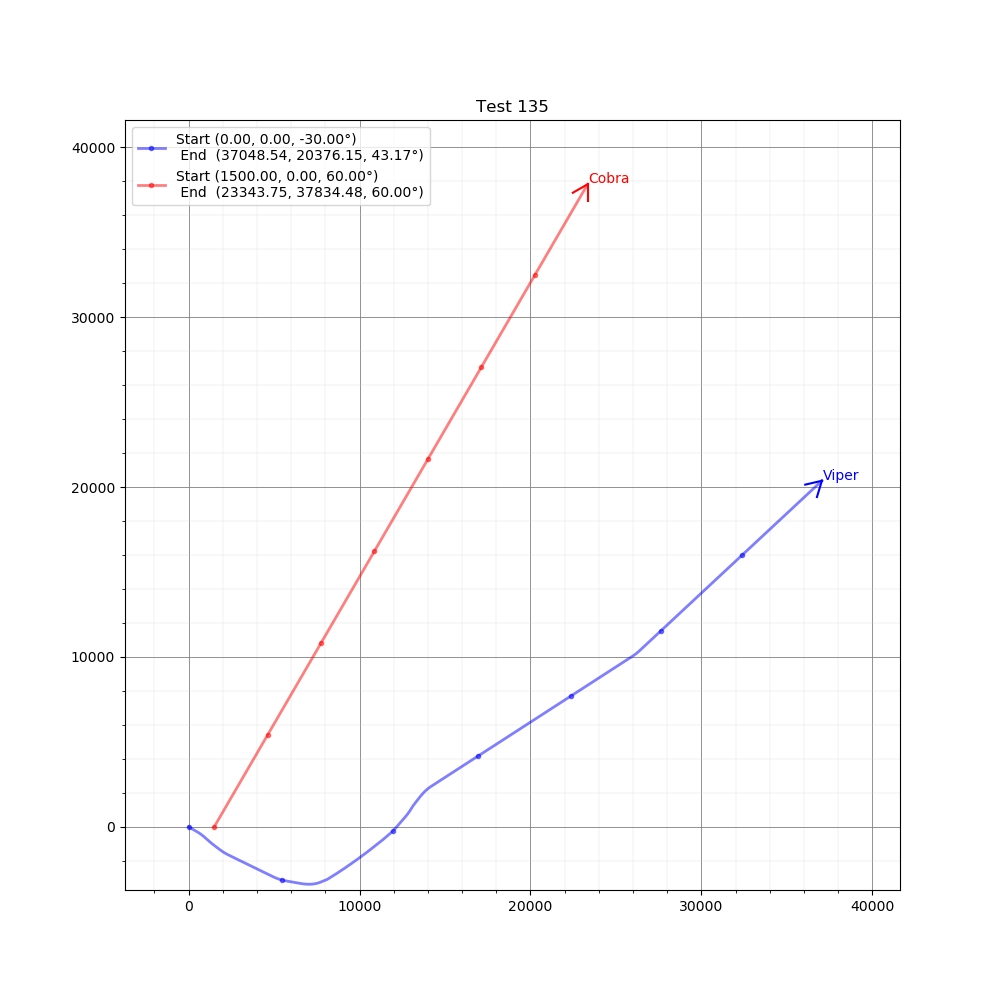 Test 135
Start (0.00, 0.00, -30.00°)
End  (37048.54, 20376.15, 43.17°)
Start (1500.00, 0.00, 60.00°)
End  (23343.75, 37834.48, 60.00°)
Cobra
Viper
40000
30000
20000
10000
0
0
10000
20000
30000
40000